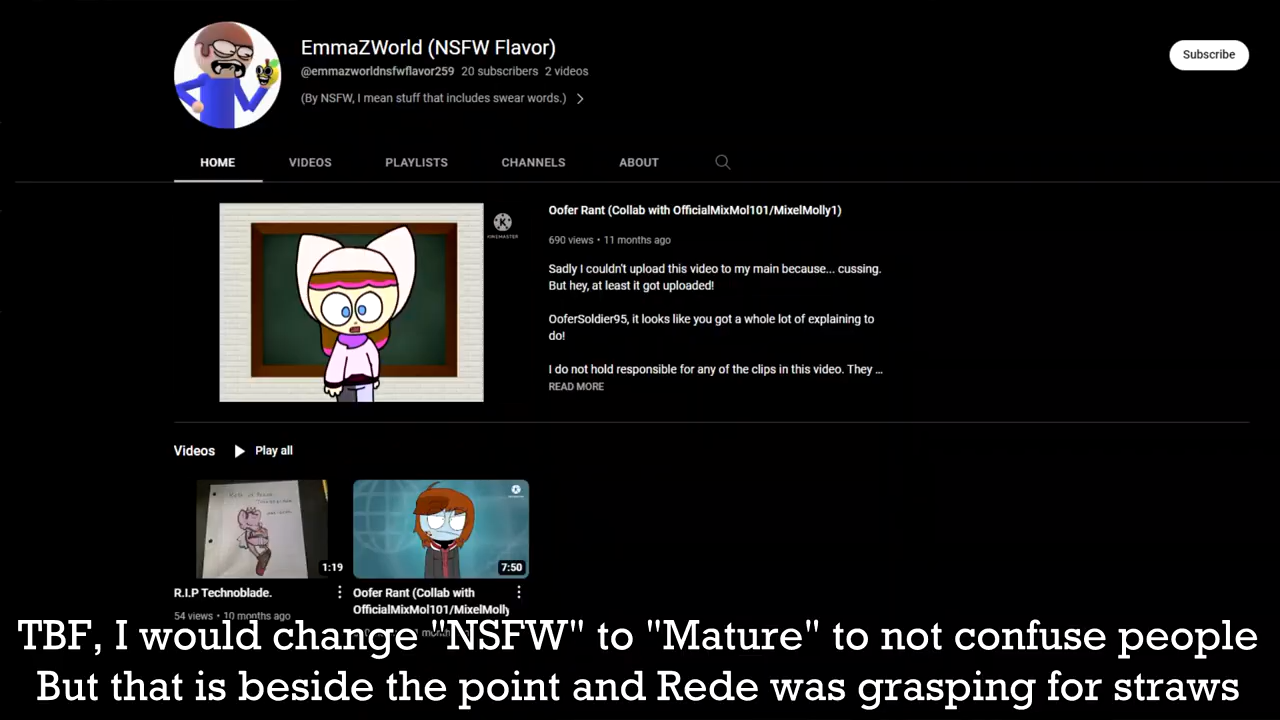 EmmaZWorld (NSFW Flavor)
@emmazworldnsfwflavor259 20 subscribers 2 videos
Subscribe
(By NSFW, I mean stuff that includes swear words.)
HOME VIDEOS PLAYLISTS CHANNELS ABOUT
KINEMASTER
Oofer Rant (Collab with OfficialMixMol101/MixelMolly1)
690 views • 11 months ago
Sadly I couldn't upload this video to my main because... cussing.
But hey, at least it got uploaded!
OoferSoldier95, it looks like you got a whole lot of explaining to
do!
I do not hold responsible for any of the clips in this video. They ...
READ MORE
Videos Play all
1:19
7:50
R.I.P Technoblade.
54 views • 10 months ago
Oofer Rant (Collab with
OfficialMixMol101/MixelMolly
TBF, I would change "NSFW" to "Mature" to not confuse people
But that is beside the point and Rede was grasping for straws